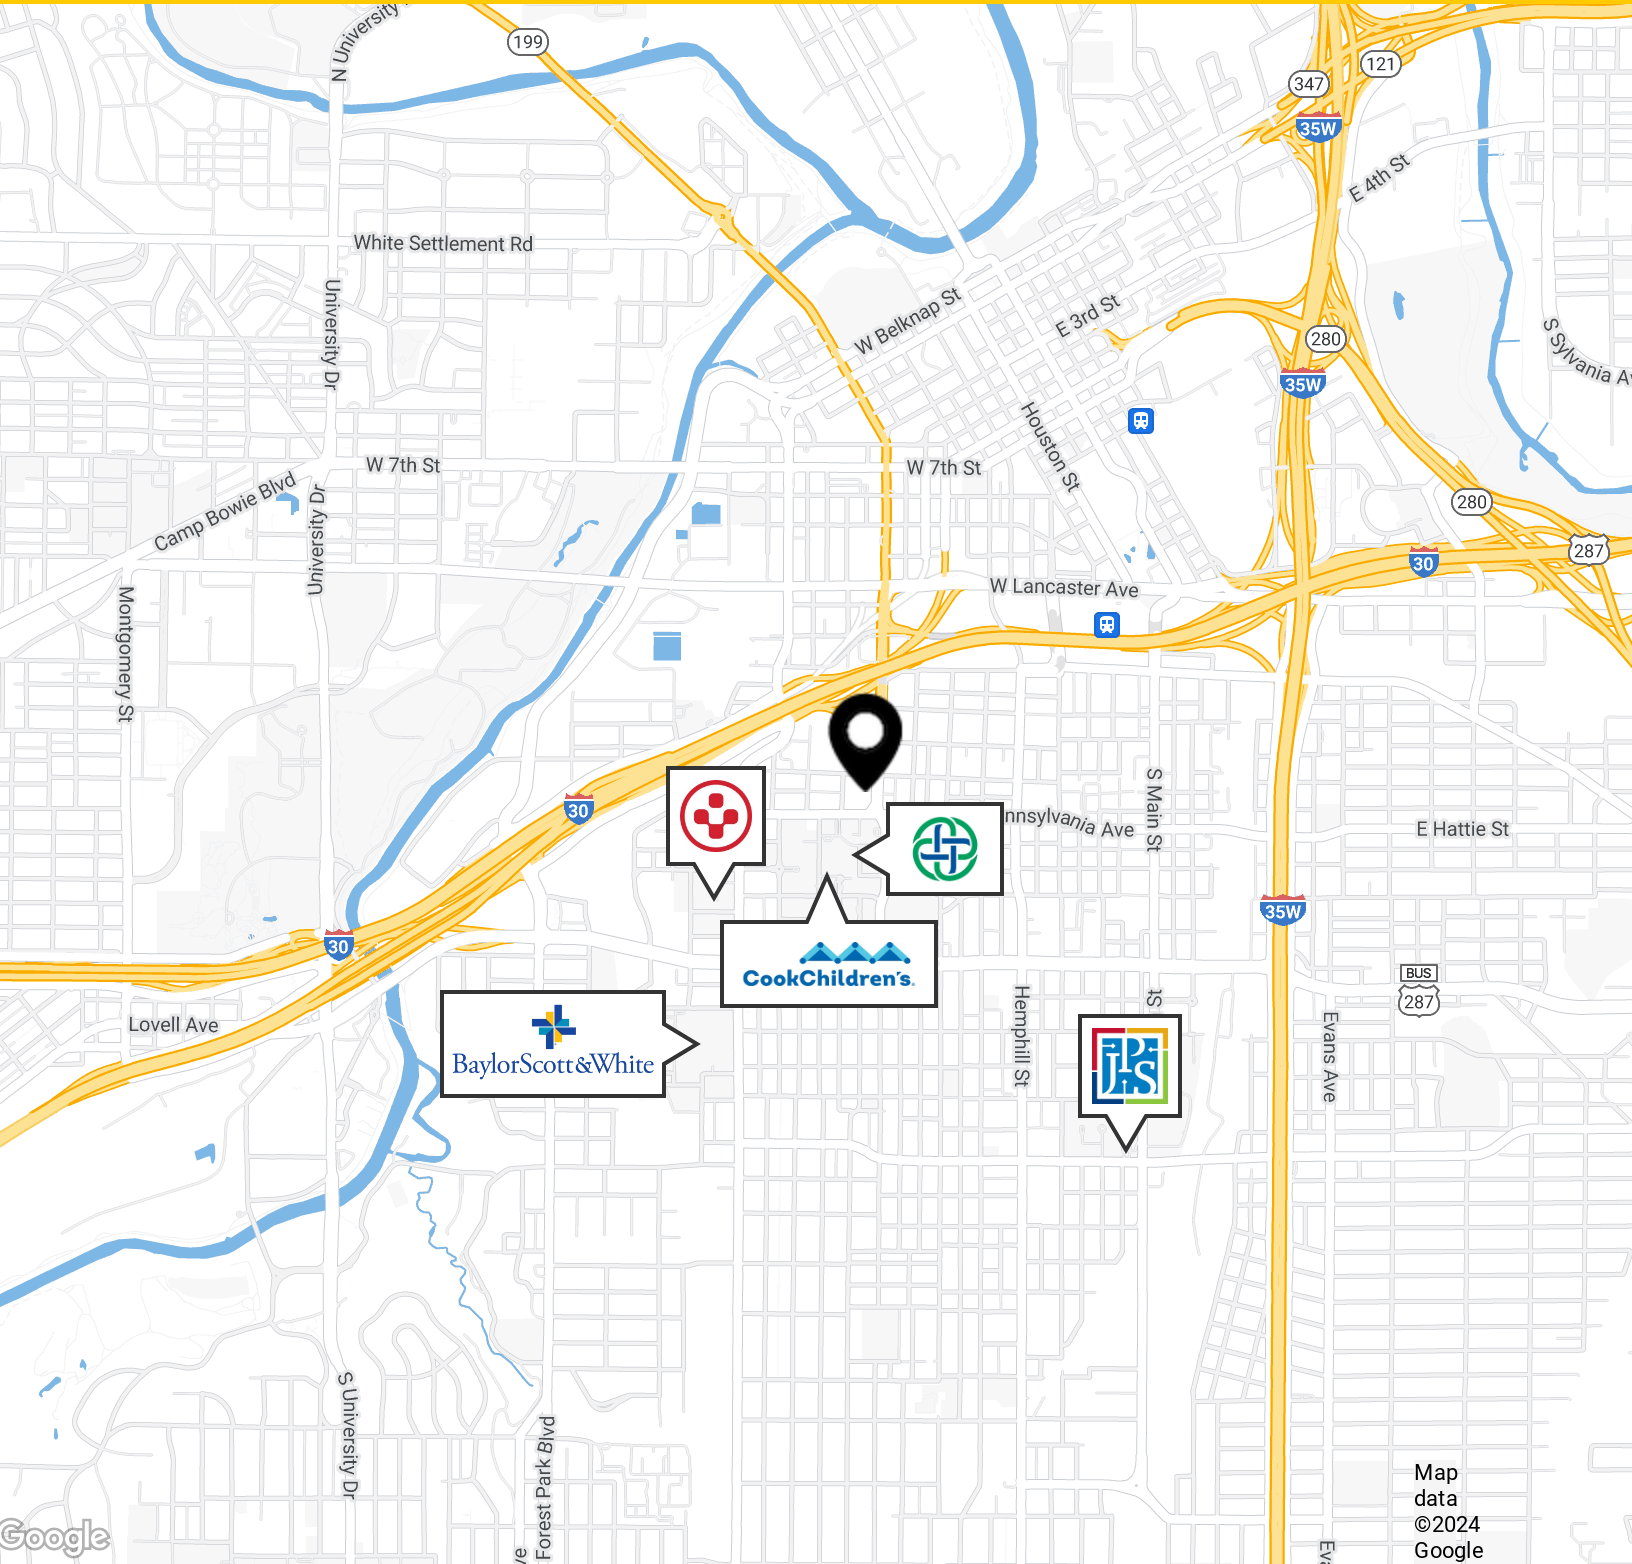 N University
199
121
347
35W
E 4th St
White Settlement Rd
University Dr
W Belknap St
E 3rd St
280
S Sylvania Av
35W
Houston St
W 7th St
W 7th St
Camp Bowie Blvd
University Dr
280
287
30
W Lancaster Ave
Montgomery St
30
S Main St
nnsylvania Ave
E Hattie St
35W
30
CookChildren's.
BUS
287
Lovell Ave
BaylorScott&White
Hemphill St
St
JPS
Evans Ave
S University Dr
Forest Park Blvd
ve
Eva
Map
data
©2024
Google
Google